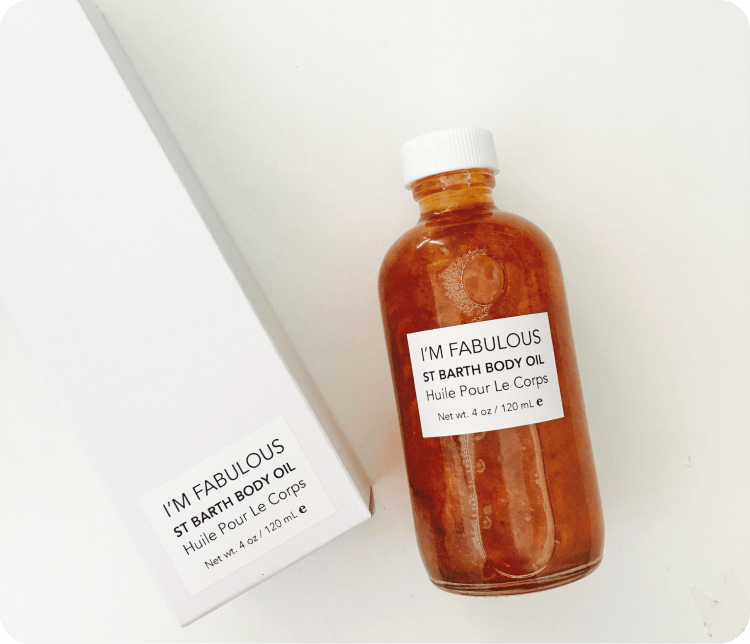 I'M FABULOUS
ST BARTH BODY OIL
Huile Pour Le Corps
Net wt. 4 oz / 120 mL e
I'M FABULOUS
ST BARTH BODY OIL
Huile Pour Le Corps
Net wt. 4 oz / 120 mL e